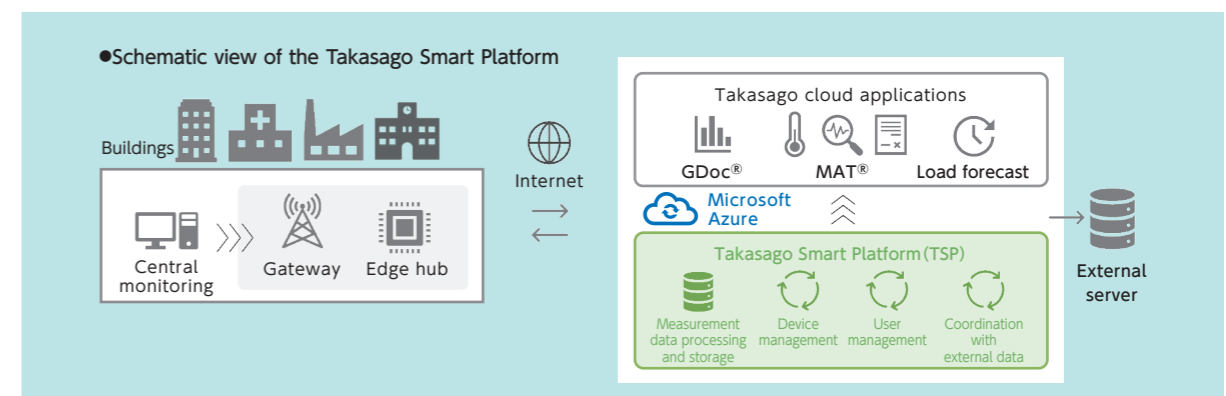 ●Schematic view of the Takasago Smart Platform
Buildings
Central
monitoring
Gateway
Edge hub
Internet
Takasago cloud applications
GDoc®
MAT®
Load forecast
Microsoft
Azure
Takasago Smart Platform (TSP)
Measurement
data processing
and storage
Device
management
User
management
Coordination
with
external data
External
server